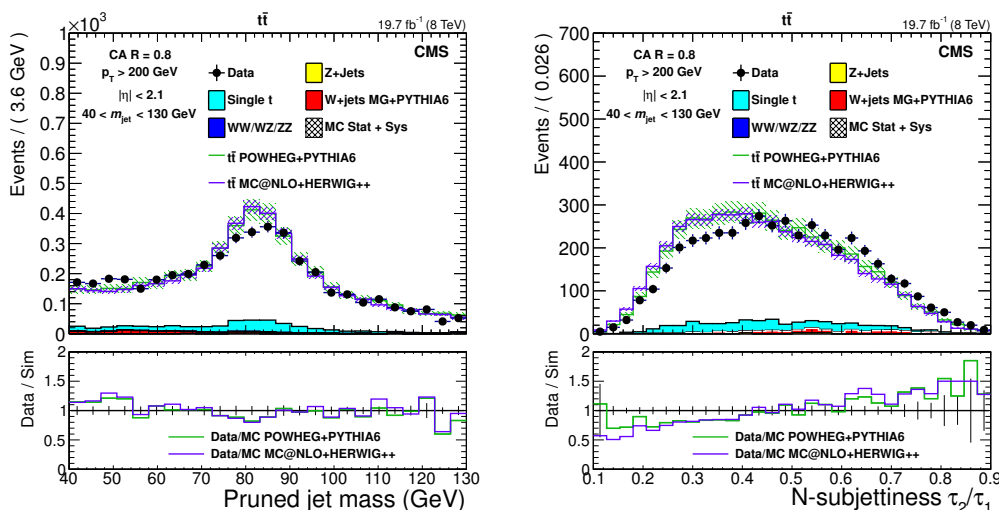 tt̄
19.7 fb⁻¹ (8 TeV)
×10³
CMS
CA R = 0.8
p_T > 200 GeV
|η| < 2.1
40 < m_jet < 130 GeV
Data
Z+Jets
Single t
W+jets MG+PYTHIA6
WW/WZ/ZZ
MC Stat + Sys
tt̄ POWHEG+PYTHIA6
tt̄ MC@NLO+HERWIG++
Events / ( 3.6 GeV )
1
0.9
0.8
0.7
0.6
0.5
0.4
0.3
0.2
0.1
0
Data / Sim
2
1.5
1
0.5
0
Data/MC POWHEG+PYTHIA6
Data/MC MC@NLO+HERWIG++
40 50 60 70 80 90 100 110 120 130
Pruned jet mass (GeV)
tt̄
19.7 fb⁻¹ (8 TeV)
CMS
CA R = 0.8
p_T > 200 GeV
|η| < 2.1
40 < m_jet < 130 GeV
Data
Z+Jets
Single t
W+jets MG+PYTHIA6
WW/WZ/ZZ
MC Stat + Sys
tt̄ POWHEG+PYTHIA6
tt̄ MC@NLO+HERWIG++
Events / ( 0.026 )
700
600
500
400
300
200
100
0
Data / Sim
2
1.5
1
0.5
0
Data/MC POWHEG+PYTHIA6
Data/MC MC@NLO+HERWIG++
0.1 0.2 0.3 0.4 0.5 0.6 0.7 0.8 0.9
N-subjettiness τ₂/τ₁